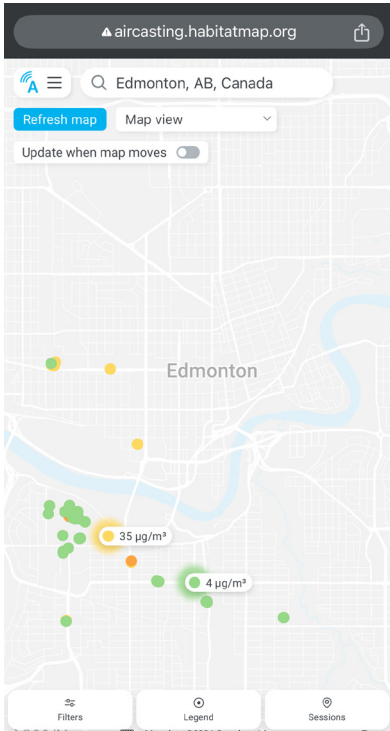 aircasting.habitatmap.org
A
Edmonton, AB, Canada
Refresh map
Map view
Update when map moves
Edmonton
35 µg/m³
4 µg/m³
Filters
Legend
Sessions